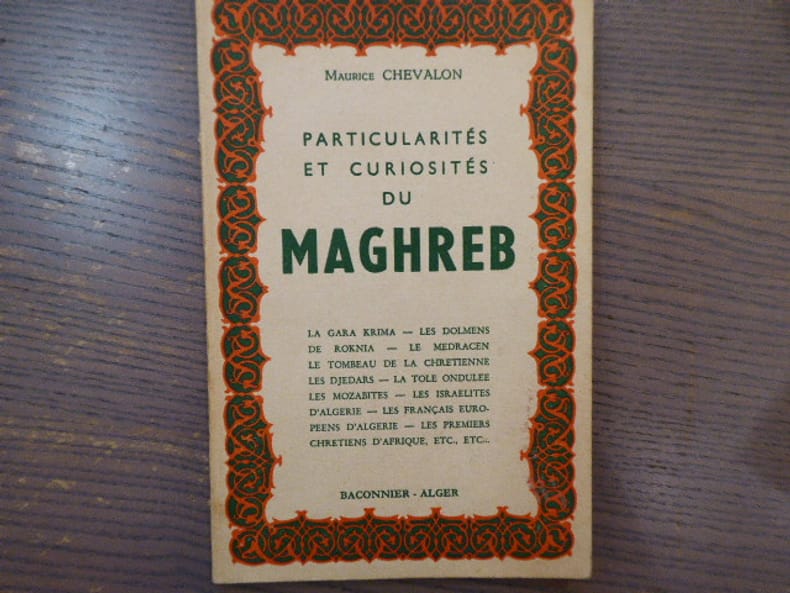 Maurice CHEVALON
PARTICULARITÉS
ET CURIOSITÉS
DU
MAGHREB
LA GARA KRIMA — LES DOLMENS
DE ROKNIA — LE MEDRACEN
LE TOMBEAU DE LA CHRETIENNE
LES DJEDARS — LA TOLE ONDULEE
LES MOZABITES — LES ISRAELITES
D'ALGERIE — LES FRANÇAIS EURO-
PEENS D'ALGERIE — LES PREMIERS
CHRETIENS D'AFRIQUE, ETC., ETC...
BACONNIER - ALGER